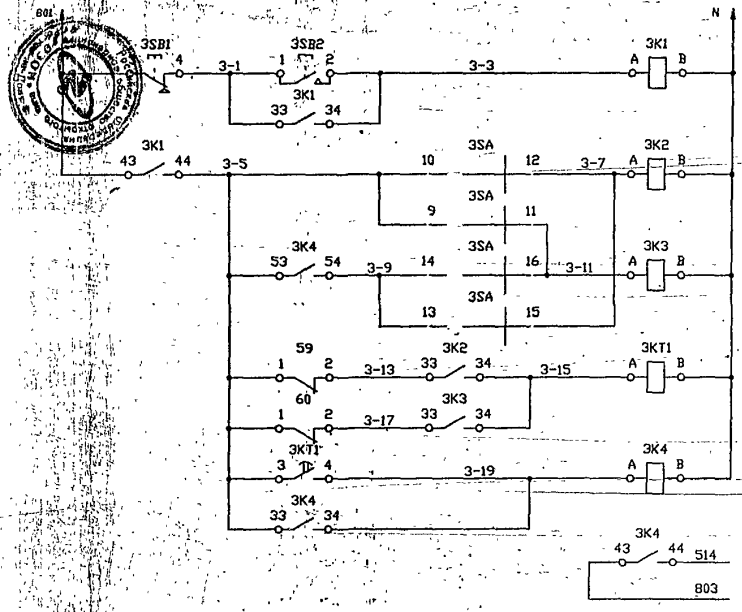 801 N
3SB1 3SB2 3K1
4 3-1 1 2 3-3 A B
3K1
33 34
3K1 3SA 3K2
43 44 3-5 10 12 3-7 A B
3SA
9 11
3K4 3SA 3K3
53 54 3-9 14 16 3-11 A B
3SA
13 15
59 3K2 3KT1
1 2 3-13 33 34 3-15 A B
60 3K3
1 2 3-17 33 34
3KT1 3K4
3 4 3-19 A B
3K4
33 34
3K4
43 44 514
803